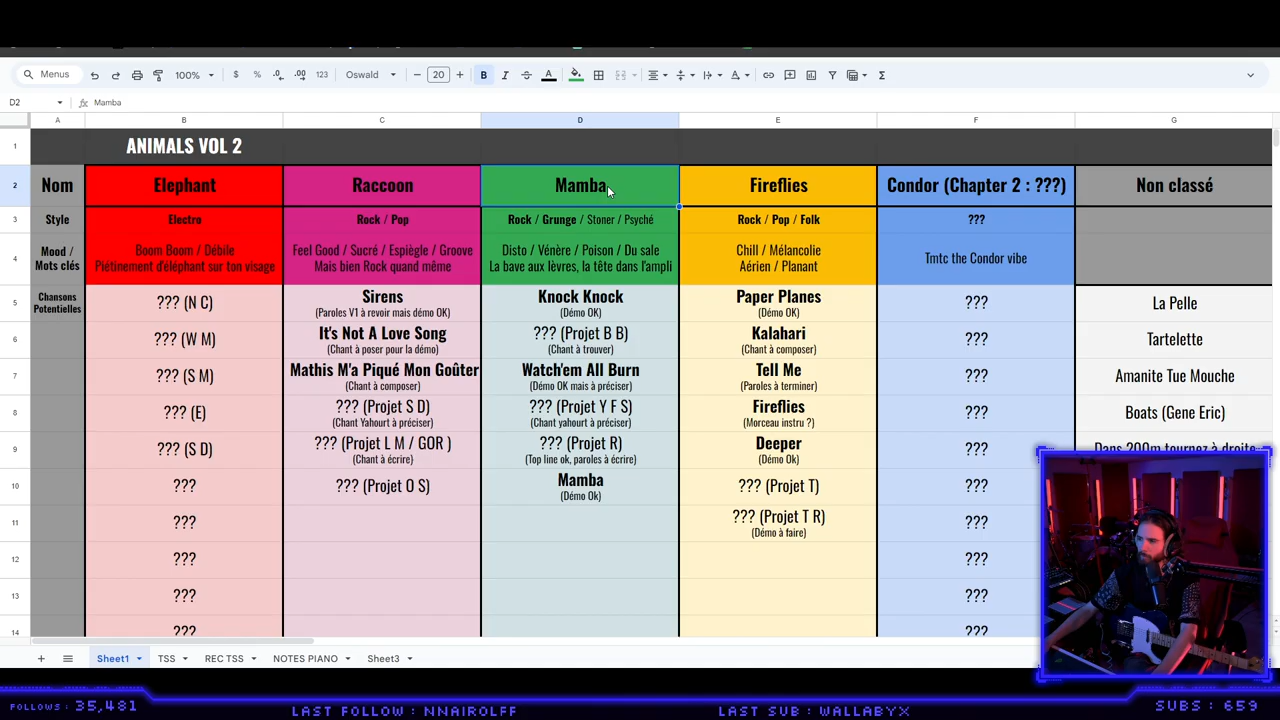 Menus
100%
$ % .0 .00 123
Oswald
20
B I A
D2
fx Mamba
A B C D E F G
1 ANIMALS VOL 2
2 Nom Elephant Raccoon Mamba Fireflies Condor (Chapter 2 : ???) Non classé
3 Style Electro Rock / Pop Rock / Grunge / Stoner / Psyché Rock / Pop / Folk ???
4 Mood / Mots clés
Boom Boom / Débile
Piétinement d'éléphant sur ton visage
Feel Good / Sucré / Espiègle / Groove
Mais bien Rock quand même
Disto / Vénère / Poison / Du sale
La bave aux lèvres, la tête dans l'ampli
Chill / Mélancolie
Aérien / Planant
Tmtc the Condor vibe
5 Chansons Potentielles
??? (N C)
Sirens
(Paroles V1 à revoir mais démo OK)
Knock Knock
(Démo OK)
Paper Planes
(Démo OK)
???
La Pelle
6
??? (W M)
It's Not A Love Song
(Chant à poser pour la démo)
??? (Projet B B)
(Chant à trouver)
Kalahari
(Chant à composer)
???
Tartelette
7
??? (S M)
Mathis M'a Piqué Mon Goûter
(Chant à composer)
Watch'em All Burn
(Démo OK mais à préciser)
Tell Me
(Paroles à terminer)
???
Amanite Tue Mouche
8
??? (E)
??? (Projet S D)
(Chant Yahourt à préciser)
??? (Projet Y F S)
(Chant yahourt à préciser)
Fireflies
(Morceau instru ?)
???
Boats (Gene Eric)
9
??? (S D)
??? (Projet L M / GOR )
(Chant à écrire)
??? (Projet R)
(Top line ok, paroles à écrire)
Deeper
(Démo Ok)
???
Dans 200m tournez à droite
10
???
??? (Projet O S)
Mamba
(Démo Ok)
??? (Projet T)
???
11
???
??? (Projet T R)
(Démo à faire)
???
12
???
???
13
???
???
14
???
???
+ Sheet1 TSS REC TSS NOTES PIANO Sheet3
FOLLOWS: 35,481
LAST FOLLOW : NNAIROLFF
LAST SUB : WALLABYX
SUBS : 659